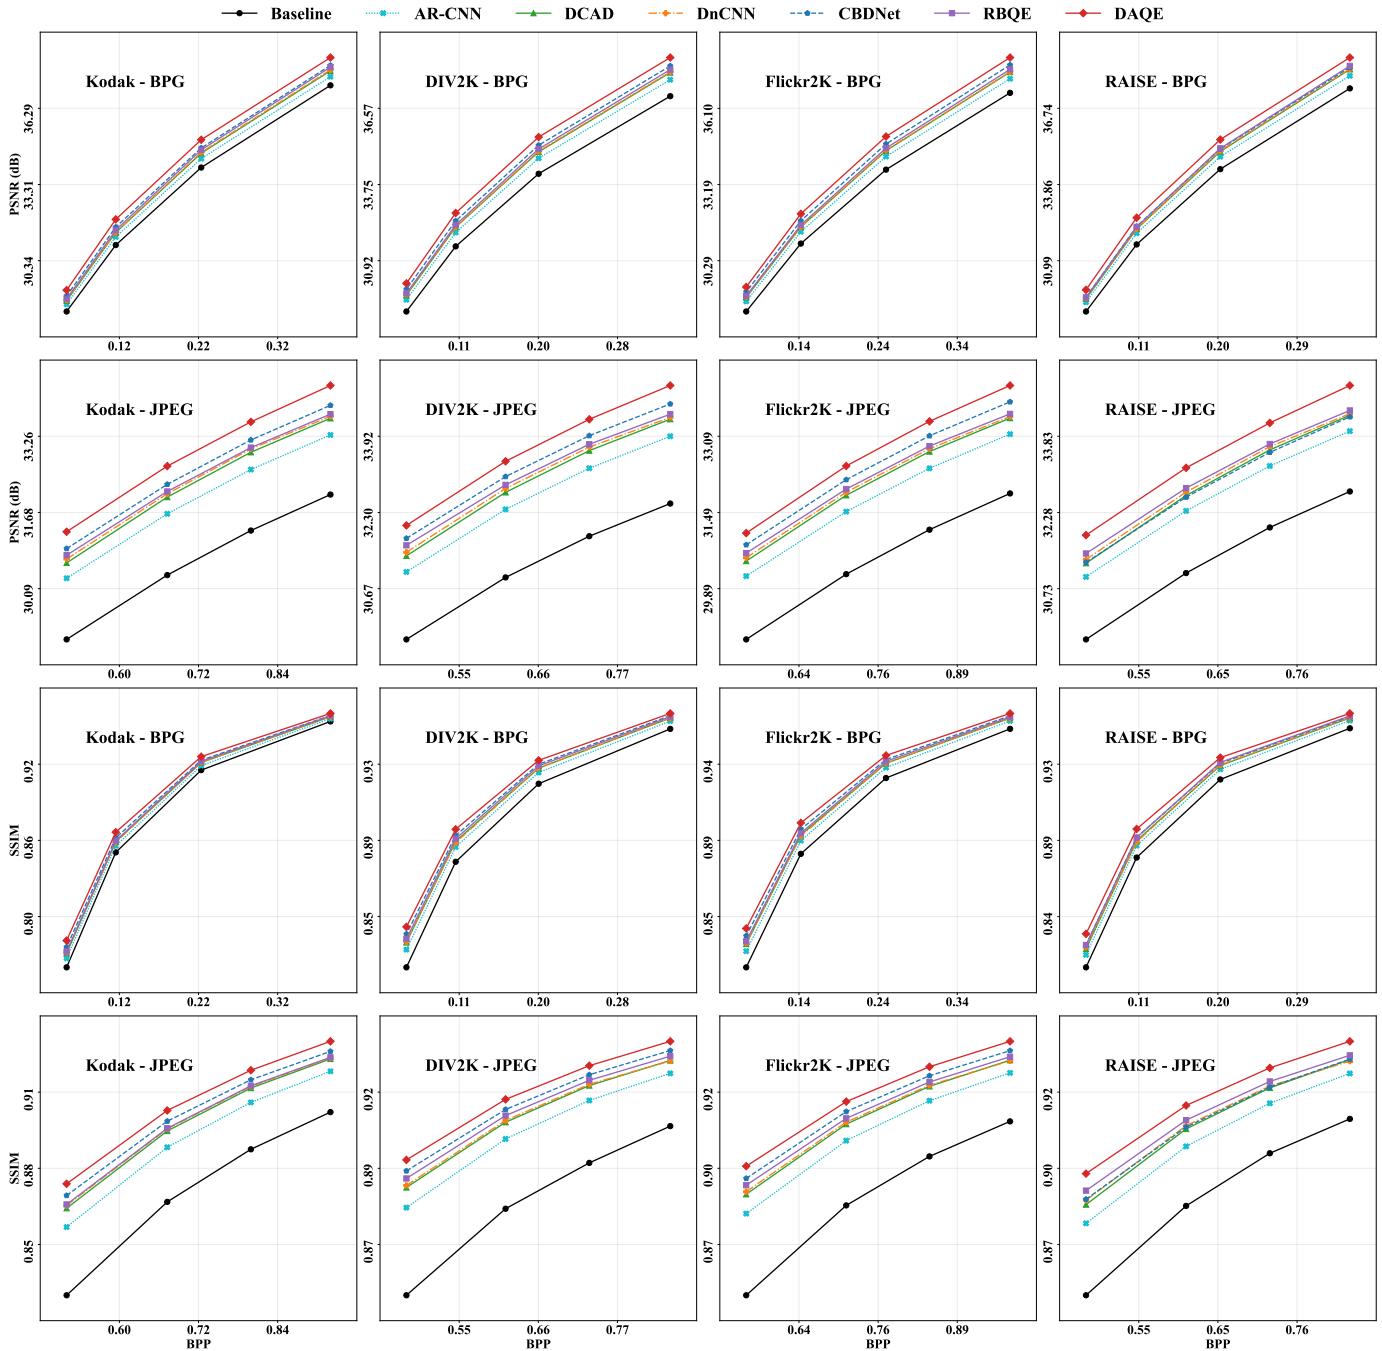 Baseline AR-CNN DCAD DnCNN CBDNet RBQE DAQE
Kodak - BPG
PSNR (dB)
36.29
33.31
30.34
0.12 0.22 0.32
DIV2K - BPG
36.57
33.75
30.92
0.11 0.20 0.28
Flickr2K - BPG
36.10
33.19
30.29
0.14 0.24 0.34
RAISE - BPG
36.74
33.86
30.99
0.11 0.20 0.29
Kodak - JPEG
PSNR (dB)
33.26
31.68
30.09
0.60 0.72 0.84
DIV2K - JPEG
33.92
32.30
30.67
0.55 0.66 0.77
Flickr2K - JPEG
33.09
31.49
29.89
0.64 0.76 0.89
RAISE - JPEG
33.83
32.28
30.73
0.55 0.65 0.76
Kodak - BPG
SSIM
0.92
0.86
0.80
0.12 0.22 0.32
DIV2K - BPG
0.93
0.89
0.85
0.11 0.20 0.28
Flickr2K - BPG
0.94
0.89
0.85
0.14 0.24 0.34
RAISE - BPG
0.93
0.89
0.84
0.11 0.20 0.29
Kodak - JPEG
SSIM
0.91
0.88
0.85
0.60 0.72 0.84
BPP
DIV2K - JPEG
0.92
0.89
0.87
0.55 0.66 0.77
BPP
Flickr2K - JPEG
0.92
0.90
0.87
0.64 0.76 0.89
BPP
RAISE - JPEG
0.92
0.90
0.87
0.55 0.65 0.76
BPP